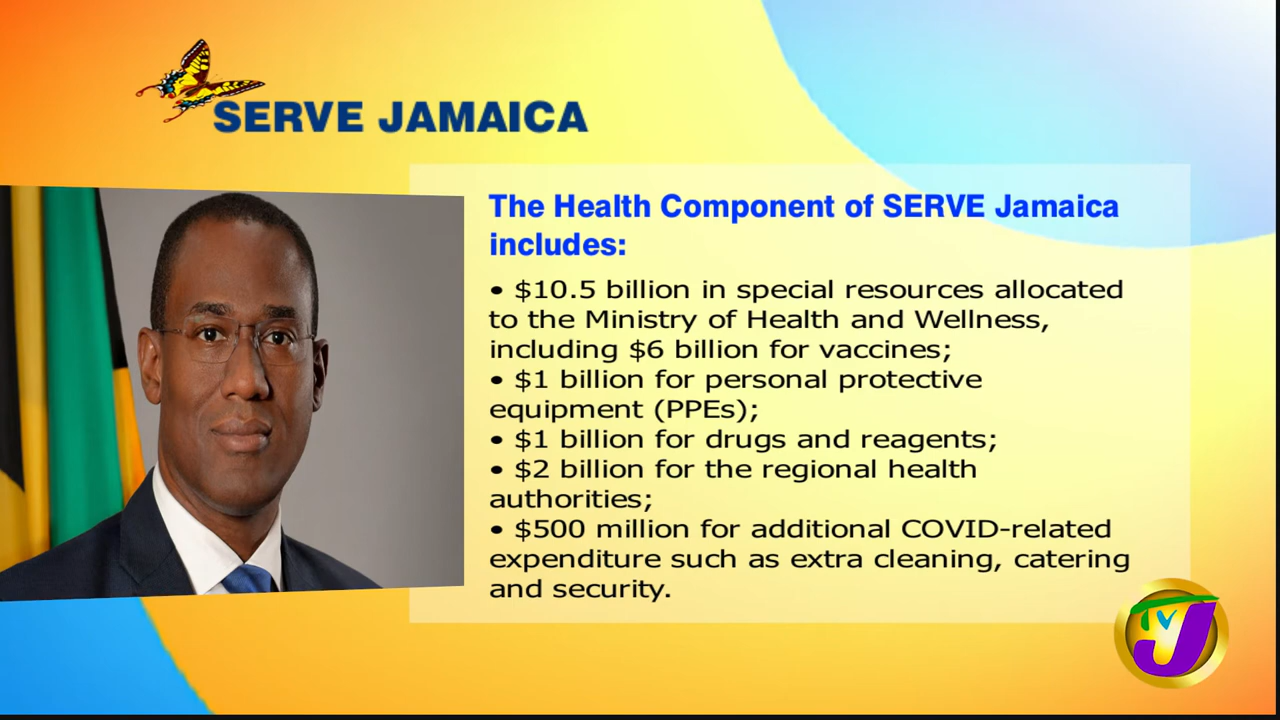 SERVE JAMAICA
The Health Component of SERVE Jamaica
includes:
• $10.5 billion in special resources allocated
to the Ministry of Health and Wellness,
including $6 billion for vaccines;
• $1 billion for personal protective
equipment (PPEs);
• $1 billion for drugs and reagents;
• $2 billion for the regional health
authorities;
• $500 million for additional COVID-related
expenditure such as extra cleaning, catering
and security.
TVJ